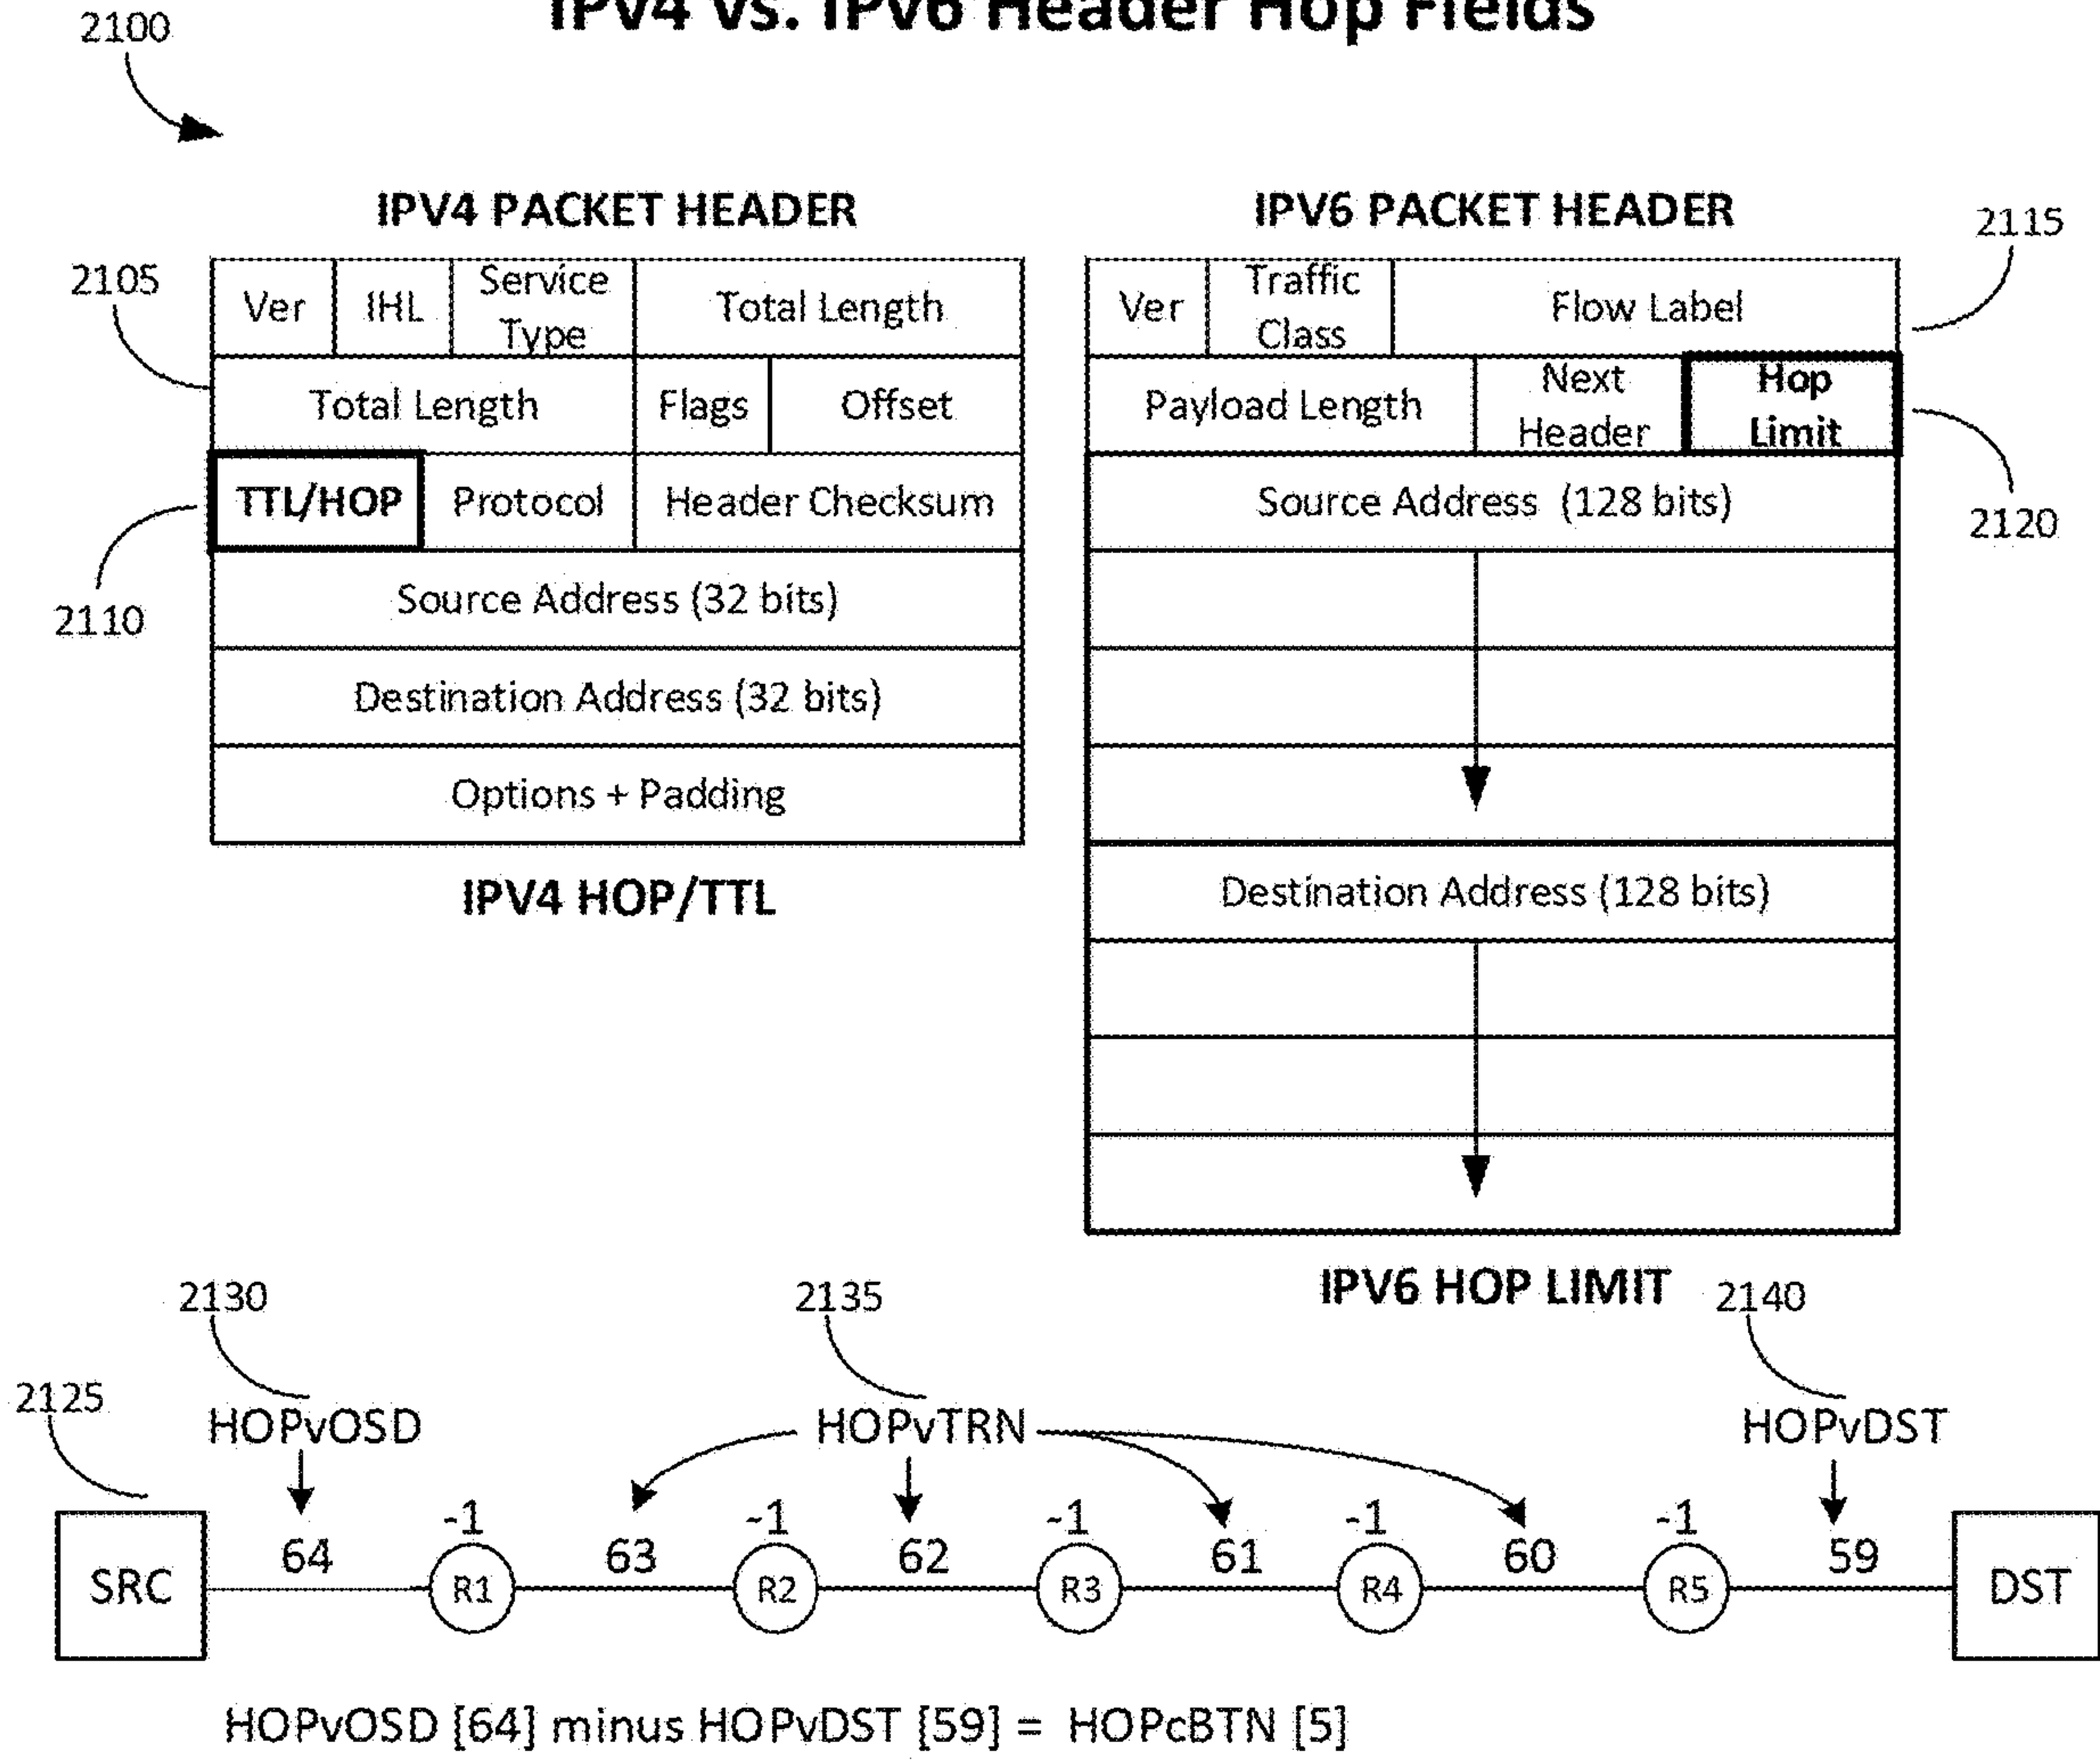 IPv4 vs. IPv6 Header Hop Fields
2100
IPV4 PACKET HEADER
IPV6 PACKET HEADER
2115
2105
Ver
IHL
Service
Type
Total Length
Ver
Traffic
Class
Flow Label
Total Length
Flags
Offset
Payload Length
Next
Header
Hop
Limit
TTL/HOP
Protocol
Header Checksum
Source Address (128 bits)
2120
2110
Source Address (32 bits)
Destination Address (32 bits)
Options + Padding
IPV4 HOP/TTL
Destination Address (128 bits)
IPV6 HOP LIMIT
2130
2135
2140
2125
HOPvOSD
HOPvTRN
HOPvDST
-1
-1
-1
-1
-1
64
63
62
61
60
59
SRC
R1
R2
R3
R4
R5
DST
HOPvOSD [64] minus HOPvDST [59] = HOPcBTN [5]